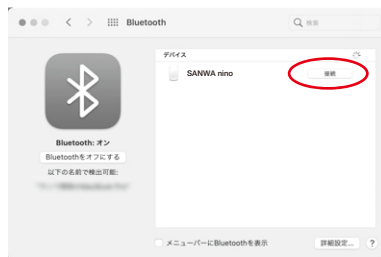 Bluetooth
検索
デバイス
SANWA nino
接続
Bluetooth: オン
Bluetoothをオフにする
以下の名前で検出可能:
メニューバーにBluetoothを表示
詳細設定...
?